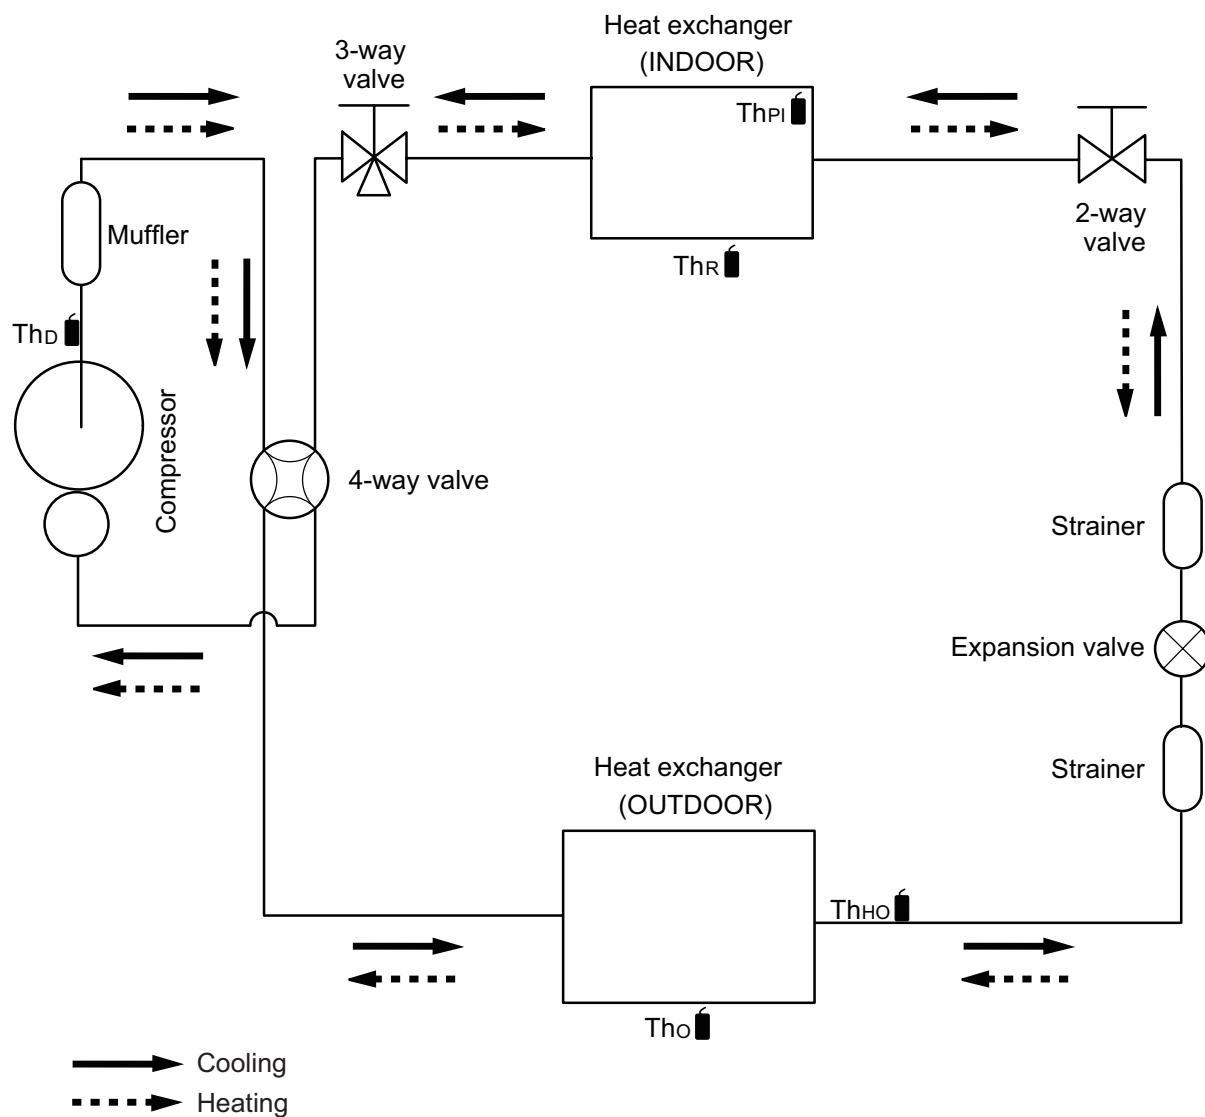 Heat exchanger
(INDOOR)
3-way
valve
ThPI
Muffler
2-way
valve
ThR
ThD
Compressor
4-way valve
Strainer
Expansion valve
Heat exchanger
(OUTDOOR)
Strainer
ThHO
ThO
Cooling
Heating